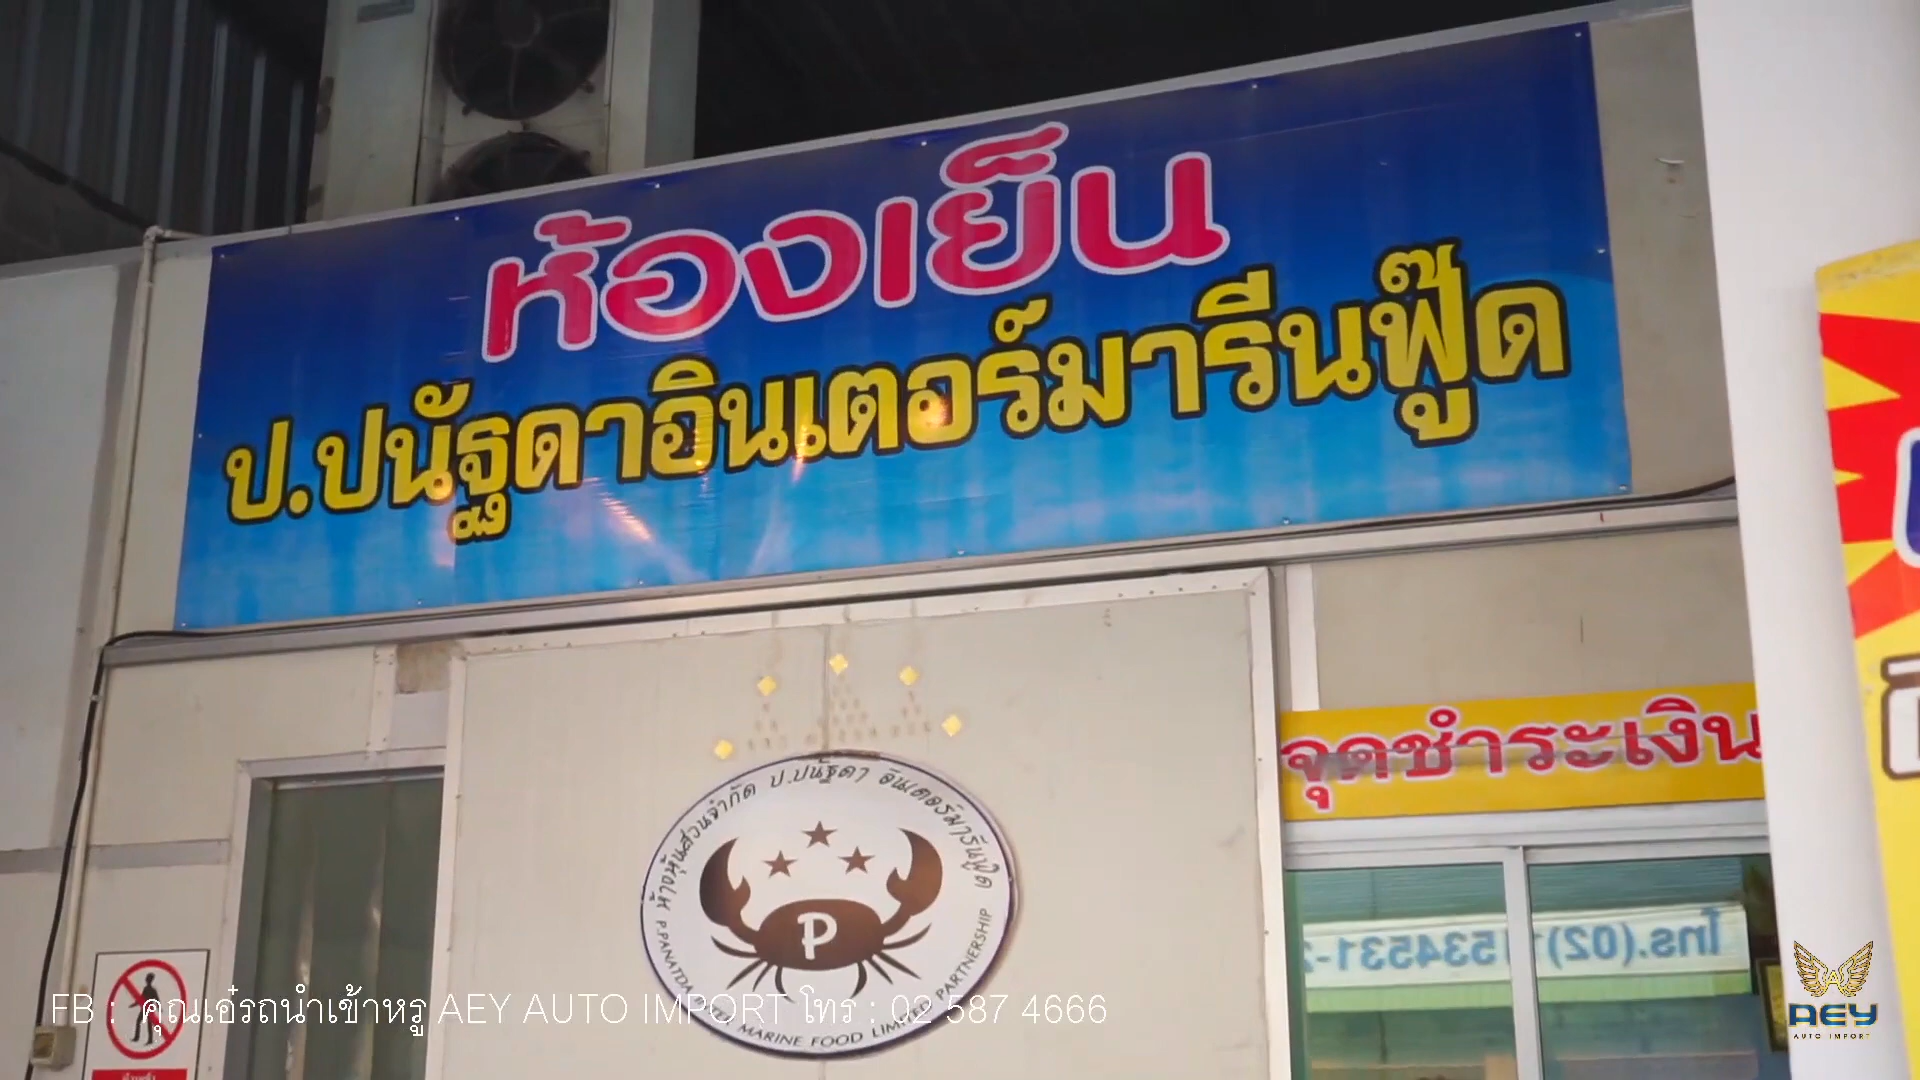 ห้องเย็น
ป.ปนัฐดาอินเตอร์มารีนฟู๊ด
จุดชำระเงิน
ห้างหุ้นส่วนจำกัด ป.ปนัฐดา อินเตอร์มารีนฟู๊ด
P
P.PANATDA INTER MARINE FOOD LIMITED PARTNERSHIP
โทร.(02)
534531-
FB : คุณเอ๋รถนำเข้าหรู AEY AUTO IMPORT โทร : 02 587 4666
AEY
AUTO IMPORT